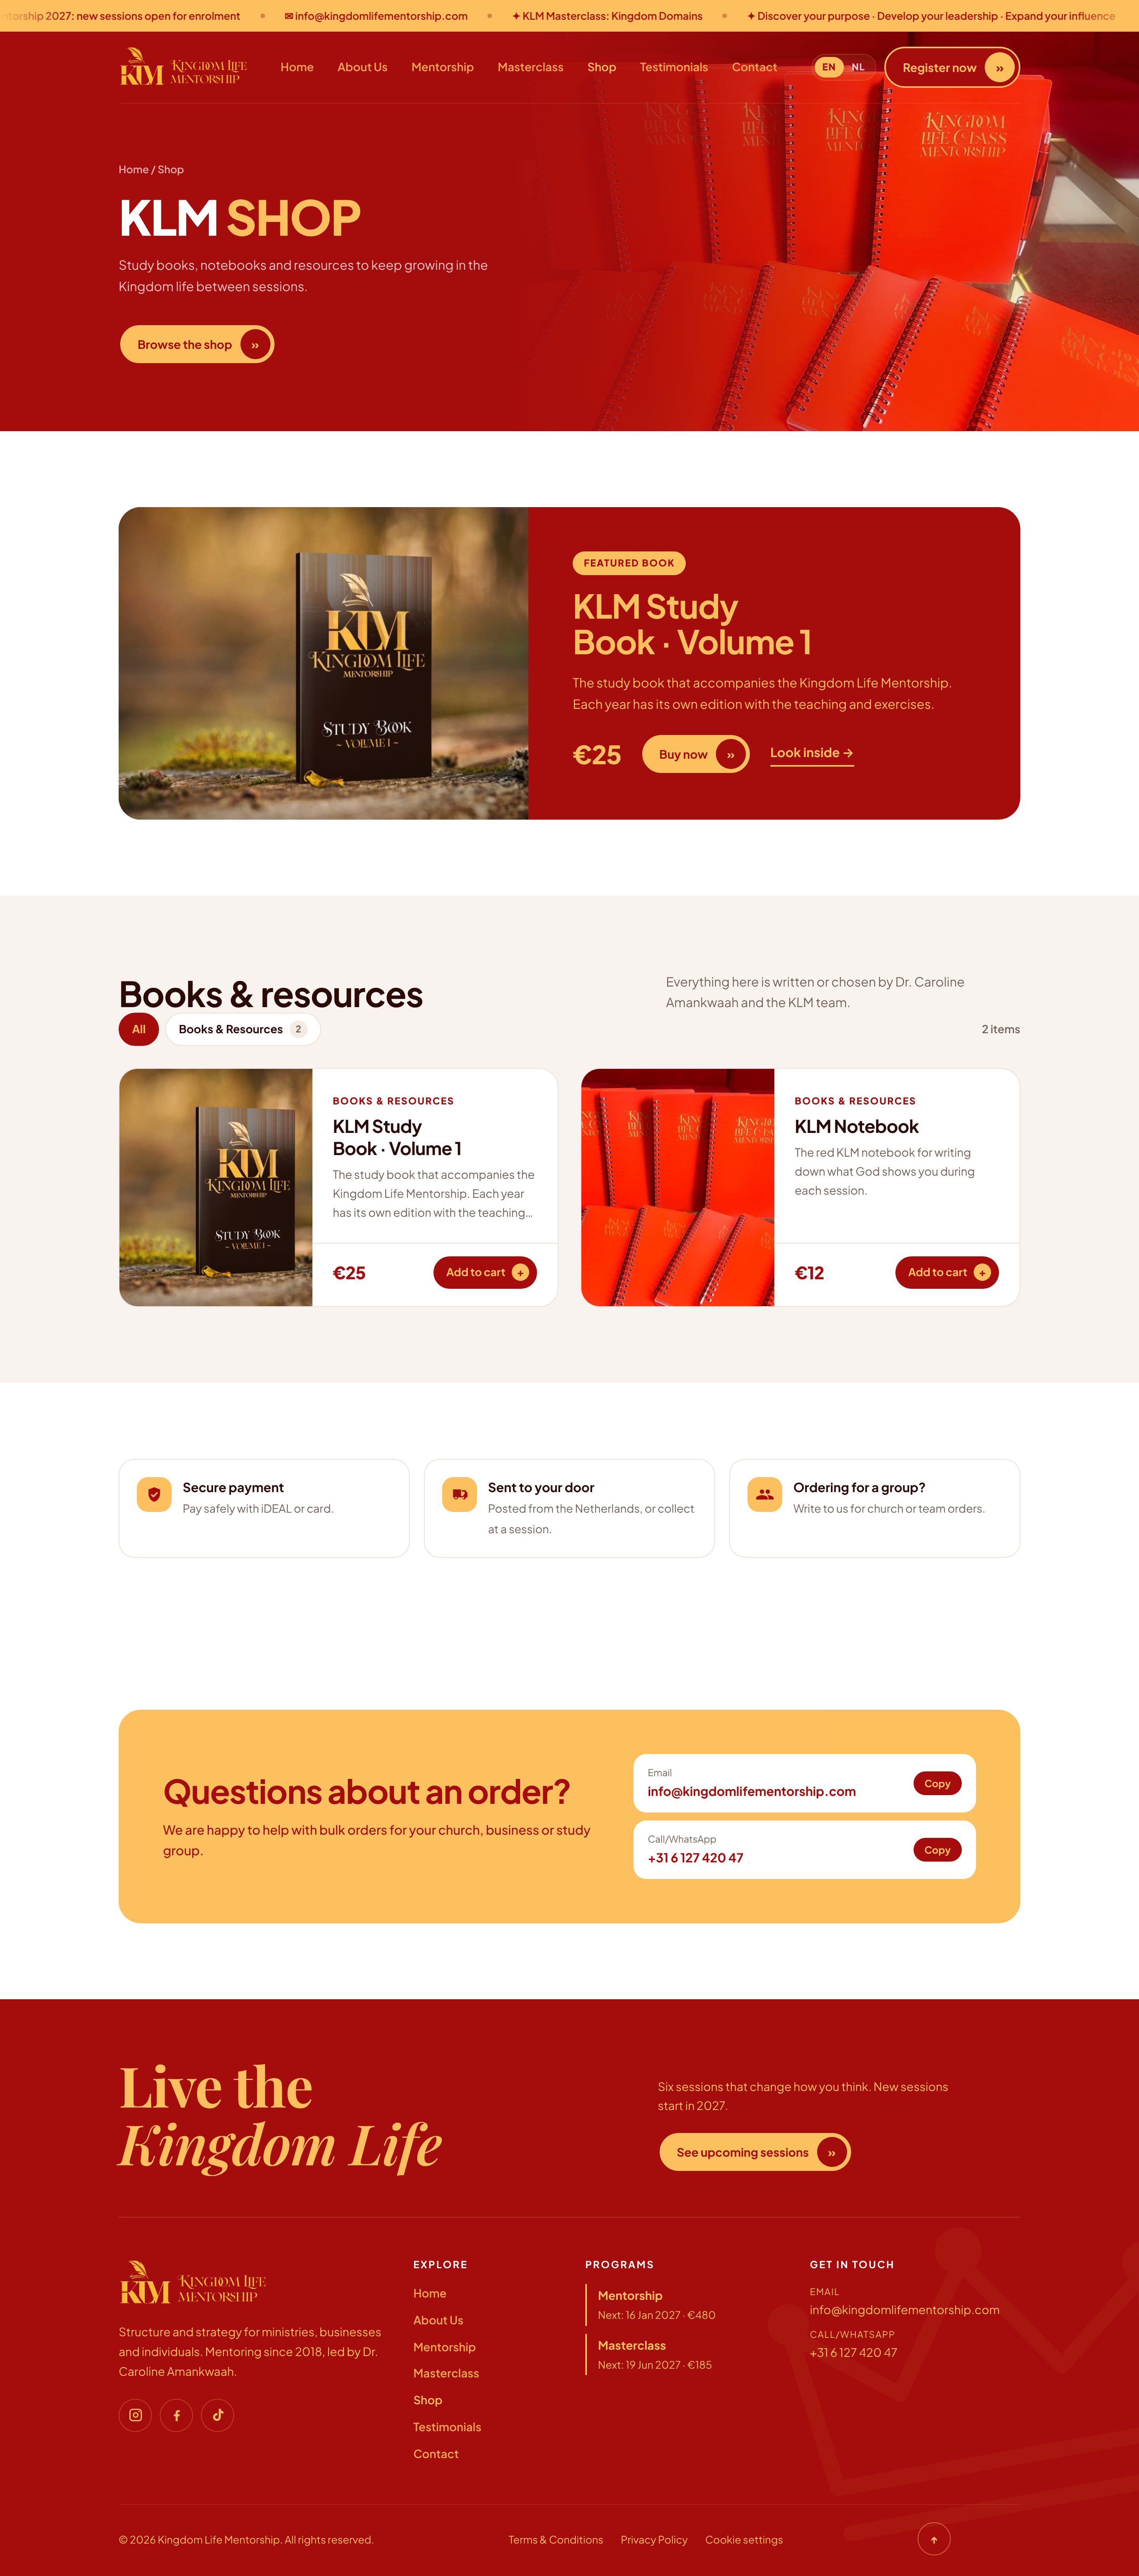 torship 2027: new sessions open for enrolment • ✉ info@kingdomlifementorship.com • ✦ KLM Masterclass: Kingdom Domains • ✦ Discover your purpose · Develop your leadership · Expand your influence
KLM KINGDOM LIFE
MENTORSHIP
Home About Us Mentorship Masterclass Shop Testimonials Contact EN NL Register now ››
KINGDOM
LIFE CLASS
MENTORSHIP
Home / Shop
KLM SHOP
Study books, notebooks and resources to keep growing in the
Kingdom life between sessions.
Browse the shop ››
KLM
KINGDOM LIFE
MENTORSHIP
STUDY BOOK
~ VOLUME I ~
FEATURED BOOK
KLM Study
Book · Volume 1
The study book that accompanies the Kingdom Life Mentorship.
Each year has its own edition with the teaching and exercises.
€25 Buy now ›› Look inside →
Books & resources
Everything here is written or chosen by Dr. Caroline
Amankwaah and the KLM team.
All Books & Resources 2 2 items
KLM
KINGDOM LIFE
MENTORSHIP
STUDY BOOK
~ VOLUME I ~
BOOKS & RESOURCES
KLM Study
Book · Volume 1
The study book that accompanies the
Kingdom Life Mentorship. Each year
has its own edition with the teaching...
€25 Add to cart +
BOOKS & RESOURCES
KLM Notebook
The red KLM notebook for writing
down what God shows you during
each session.
€12 Add to cart +
Secure payment
Pay safely with iDEAL or card.
Sent to your door
Posted from the Netherlands, or collect
at a session.
Ordering for a group?
Write to us for church or team orders.
Questions about an order?
We are happy to help with bulk orders for your church, business or study
group.
Email
info@kingdomlifementorship.com Copy
Call/WhatsApp
+31 6 127 420 47 Copy
Live the
Kingdom Life
Six sessions that change how you think. New sessions
start in 2027.
See upcoming sessions ››
KLM KINGDOM LIFE
MENTORSHIP
Structure and strategy for ministries, businesses
and individuals. Mentoring since 2018, led by Dr.
Caroline Amankwaah.
EXPLORE
Home
About Us
Mentorship
Masterclass
Shop
Testimonials
Contact
PROGRAMS
Mentorship
Next: 16 Jan 2027 · €480
Masterclass
Next: 19 Jun 2027 · €185
GET IN TOUCH
EMAIL
info@kingdomlifementorship.com
CALL/WHATSAPP
+31 6 127 420 47
© 2026 Kingdom Life Mentorship. All rights reserved. Terms & Conditions Privacy Policy Cookie settings ↑